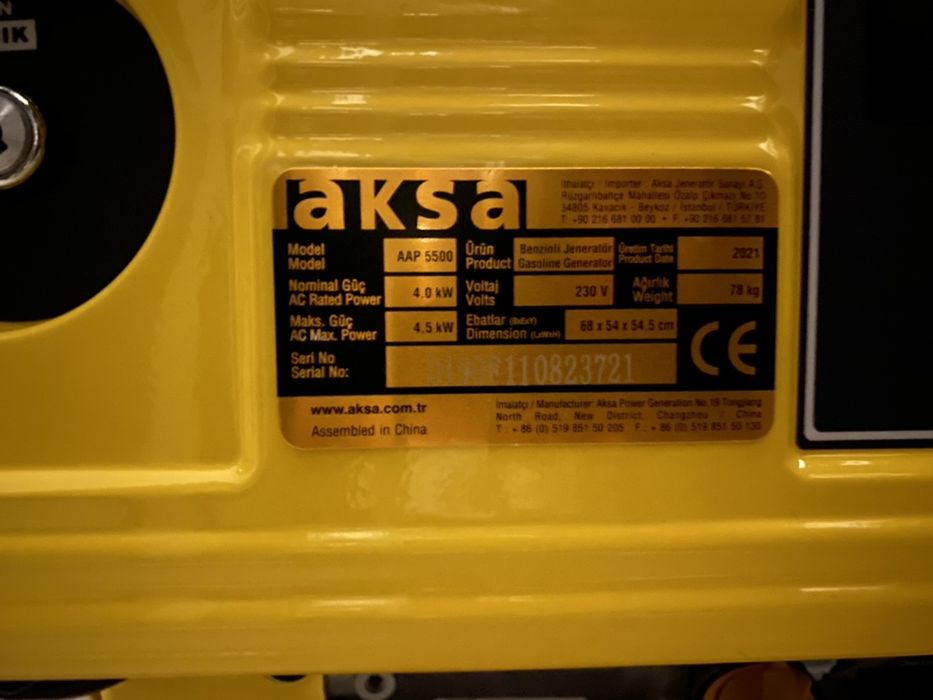 N
IK
aksa
İthalatçı / Importer : Aksa Jeneratör Sanayi A.Ş.
Rüzgarlıbahçe Mahallesi Özalp Çıkmazı No:10
34805 Kavacık - Beykoz / İstanbul / TÜRKİYE
T: +90 216 681 00 00 • F: +90 216 681 57 81
Model
Model
AAP 5500
Ürün
Product
Benzinli Jeneratör
Gasoline Generator
Üretim Tarihi
Product Date
2021
Nominal Güç
AC Rated Power
4,0 kW
Voltaj
Volts
230 V
Ağırlık
Weight
78 kg
Maks. Güç
AC Max. Power
4,5 kW
Ebatlar (BxExY)
Dimension (LxWxH)
68 x 54 x 54,5 cm
Seri No
Serial No:
CE
www.aksa.com.tr
Assembled in China
İmalatçı / Manufacturer: Aksa Power Generation No.19 Tongjiang
North Road, New District, Changzhou / China
T : + 86 (0) 519 851 50 205 F. : + 86 (0) 519 851 50 130